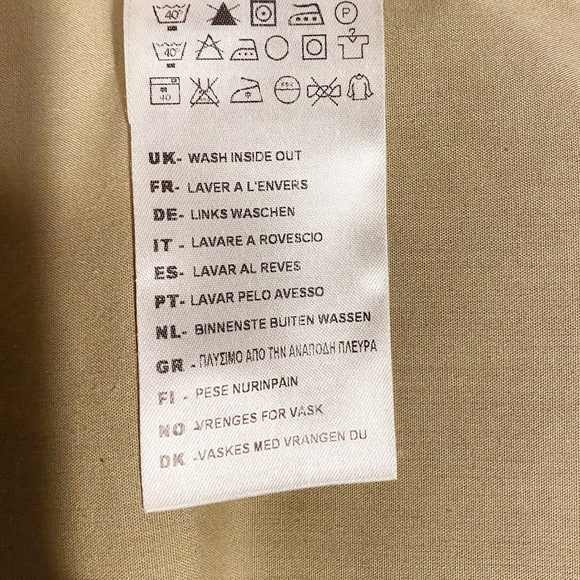 40 P
40
40 中
UK- WASH INSIDE OUT
FR- LAVER A L'ENVERS
DE- LINKS WASCHEN
IT - LAVARE A ROVESCIO
ES- LAVAR AL REVES
PT- LAVAR PELO AVESSO
NL- BINNENSTE BUITEN WASSEN
GR - ΠΛΥΣΙΜΟ ΑΠΟ ΤΗΝ ΑΝΑΠΟΔΗ ΠΛΕΥΡΑ
FI - PESE NURINPAIN
NO -VRENGES FOR VASK
DK -VASKES MED VRANGEN DU